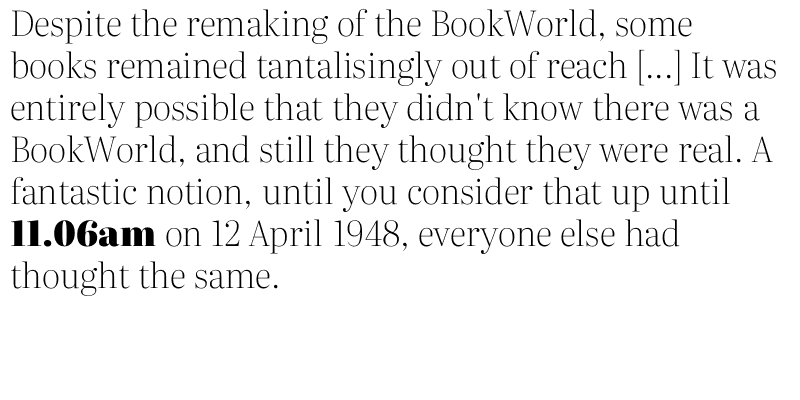 Despite the remaking of the BookWorld, some
books remained tantalisingly out of reach [...] It was
entirely possible that they didn't know there was a
BookWorld, and still they thought they were real. A
fantastic notion, until you consider that up until
11.06am on 12 April 1948, everyone else had
thought the same.